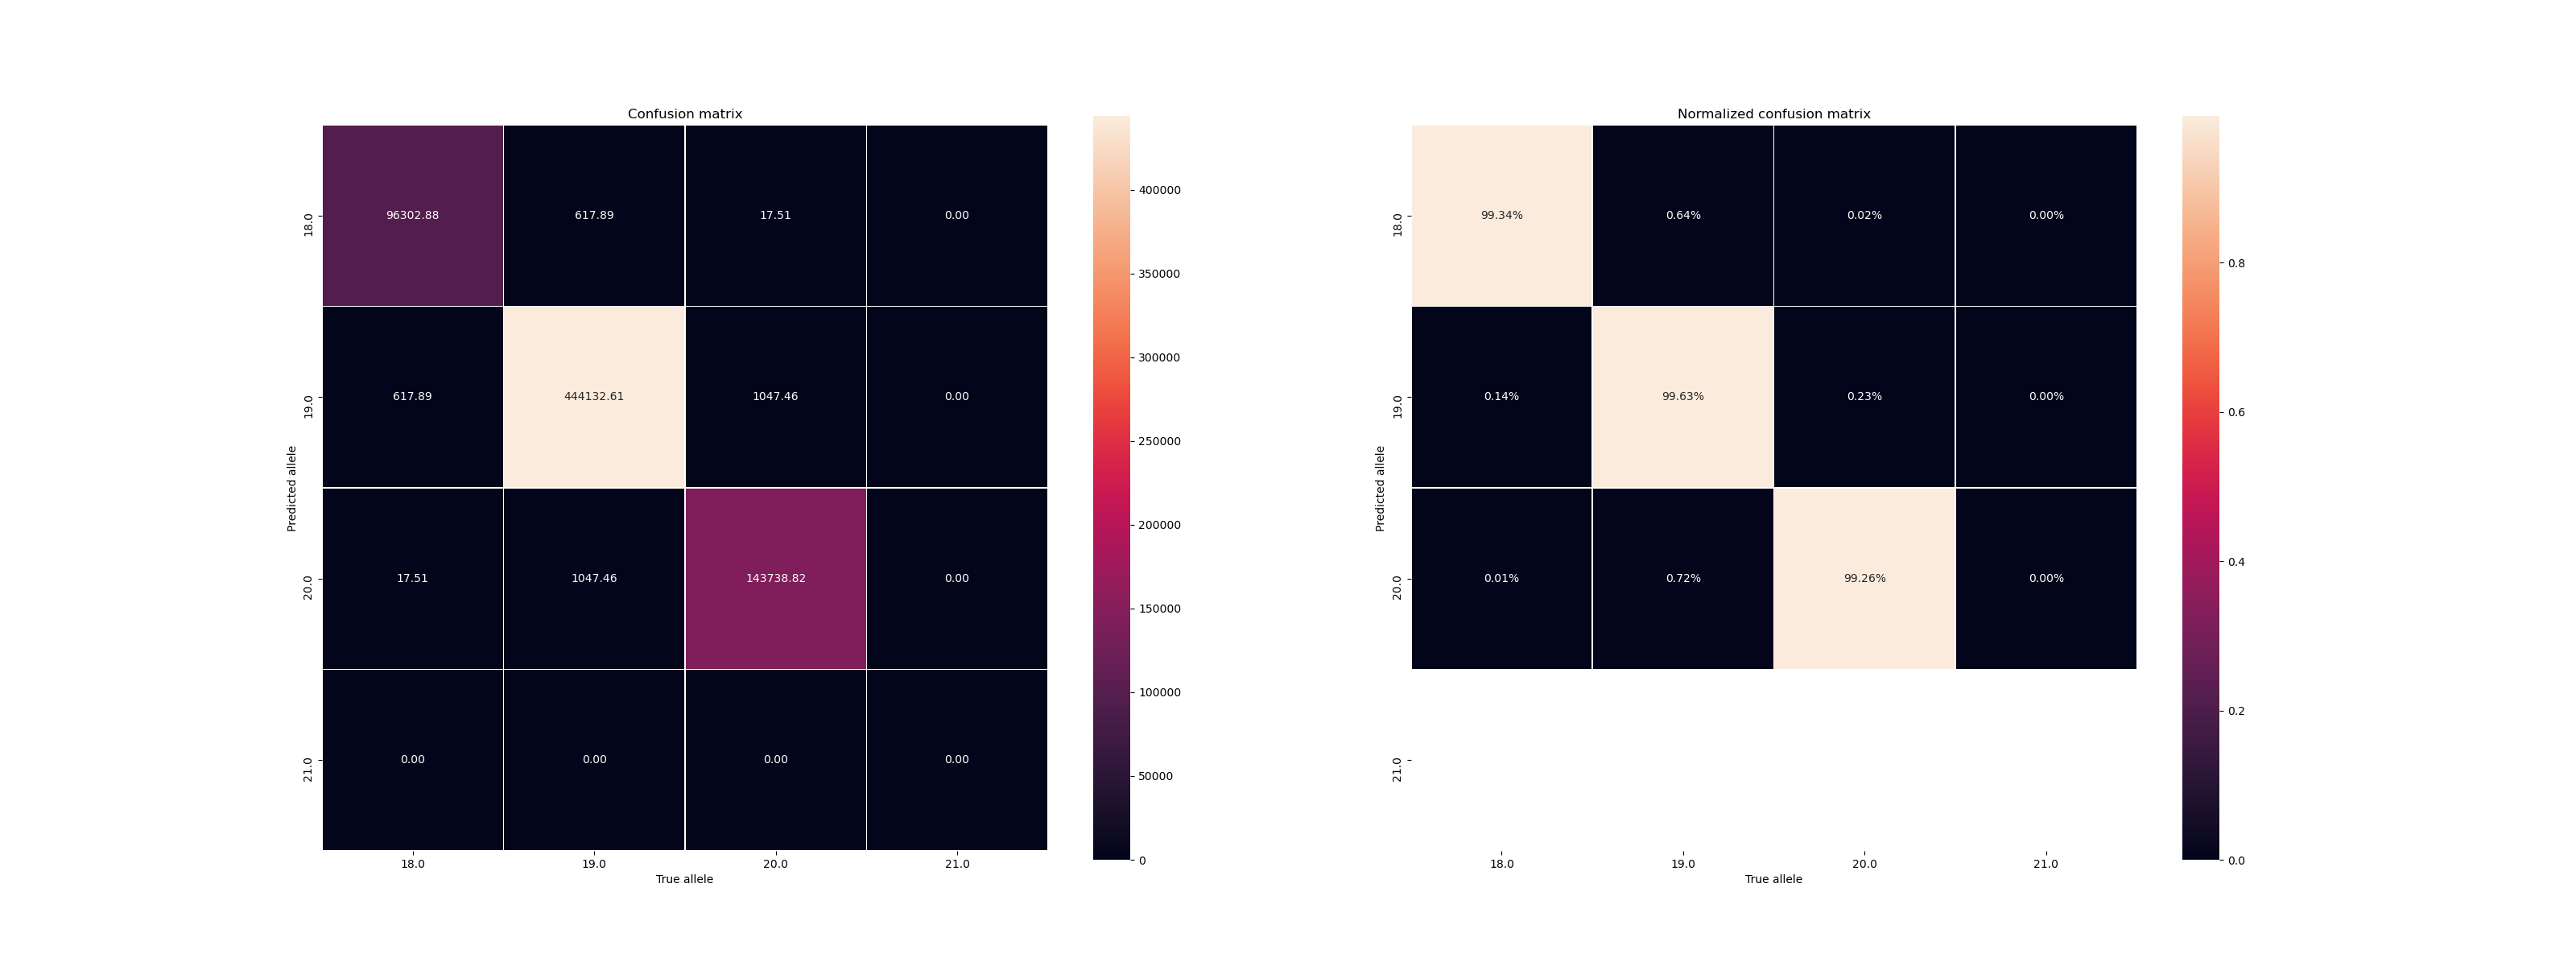 Confusion matrix
96302.88 617.89 17.51 0.00
617.89 444132.61 1047.46 0.00
17.51 1047.46 143738.82 0.00
0.00 0.00 0.00 0.00
18.0
19.0
20.0
21.0
Predicted allele
18.0 19.0 20.0 21.0
True allele
400000
350000
300000
250000
200000
150000
100000
50000
0
Normalized confusion matrix
99.34% 0.64% 0.02% 0.00%
0.14% 99.63% 0.23% 0.00%
0.01% 0.72% 99.26% 0.00%
18.0
19.0
20.0
21.0
Predicted allele
18.0 19.0 20.0 21.0
True allele
0.8
0.6
0.4
0.2
0.0